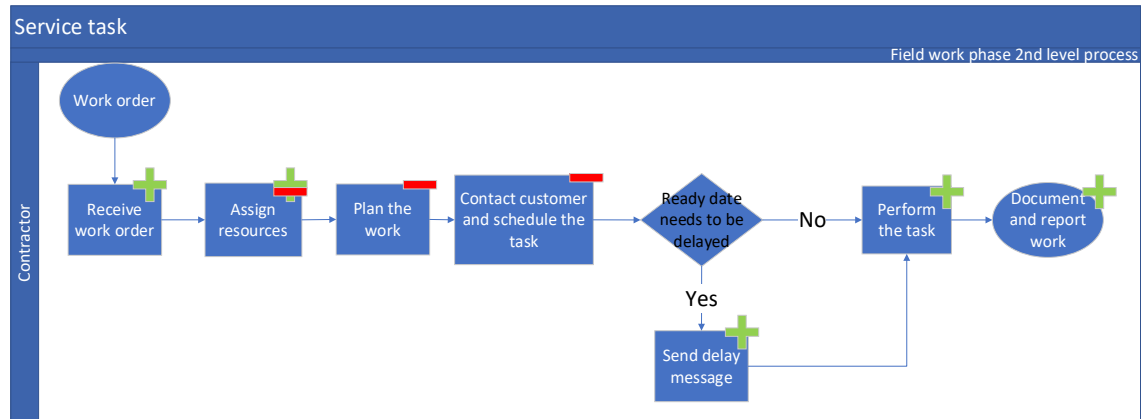 Service task
Field work phase 2nd level process
Contractor
Work order
Receive
work order
Assign
resources
Plan the
work
Contact customer
and schedule the
task
Ready date
needs to be
delayed
No
Perform
the task
Document
and report
work
Yes
Send delay
message